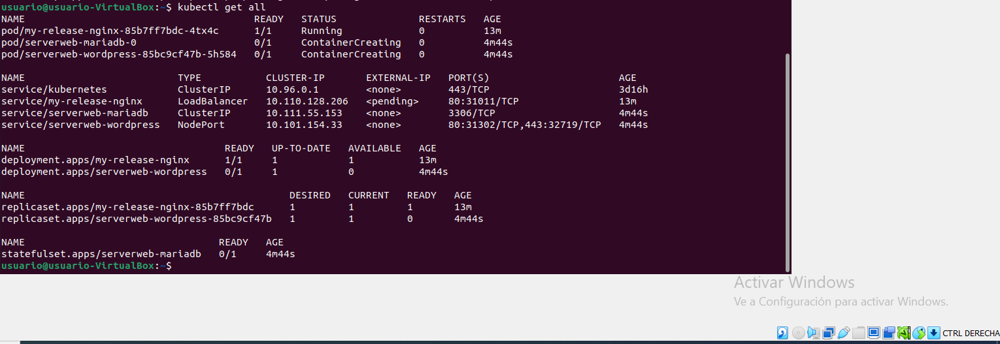 usuario@usuario-VirtualBox:~$ kubectl get all
NAME READY STATUS RESTARTS AGE
pod/my-release-nginx-85b7ff7bdc-4tx4c 1/1 Running 0 13m
pod/serverweb-mariadb-0 0/1 ContainerCreating 0 4m44s
pod/serverweb-wordpress-85bc9cf47b-5h584 0/1 ContainerCreating 0 4m44s
NAME TYPE CLUSTER-IP EXTERNAL-IP PORT(S) AGE
service/kubernetes ClusterIP 10.96.0.1 <none> 443/TCP 3d16h
service/my-release-nginx LoadBalancer 10.110.128.206 <pending> 80:31011/TCP 13m
service/serverweb-mariadb ClusterIP 10.111.55.153 <none> 3306/TCP 4m44s
service/serverweb-wordpress NodePort 10.101.154.33 <none> 80:31302/TCP,443:32719/TCP 4m44s
NAME READY UP-TO-DATE AVAILABLE AGE
deployment.apps/my-release-nginx 1/1 1 1 13m
deployment.apps/serverweb-wordpress 0/1 1 0 4m44s
NAME DESIRED CURRENT READY AGE
replicaset.apps/my-release-nginx-85b7ff7bdc 1 1 1 13m
replicaset.apps/serverweb-wordpress-85bc9cf47b 1 1 0 4m44s
NAME READY AGE
statefulset.apps/serverweb-mariadb 0/1 4m44s
usuario@usuario-VirtualBox:~$
Activar Windows
Ve a Configuración para activar Windows.
CTRL DERECHA